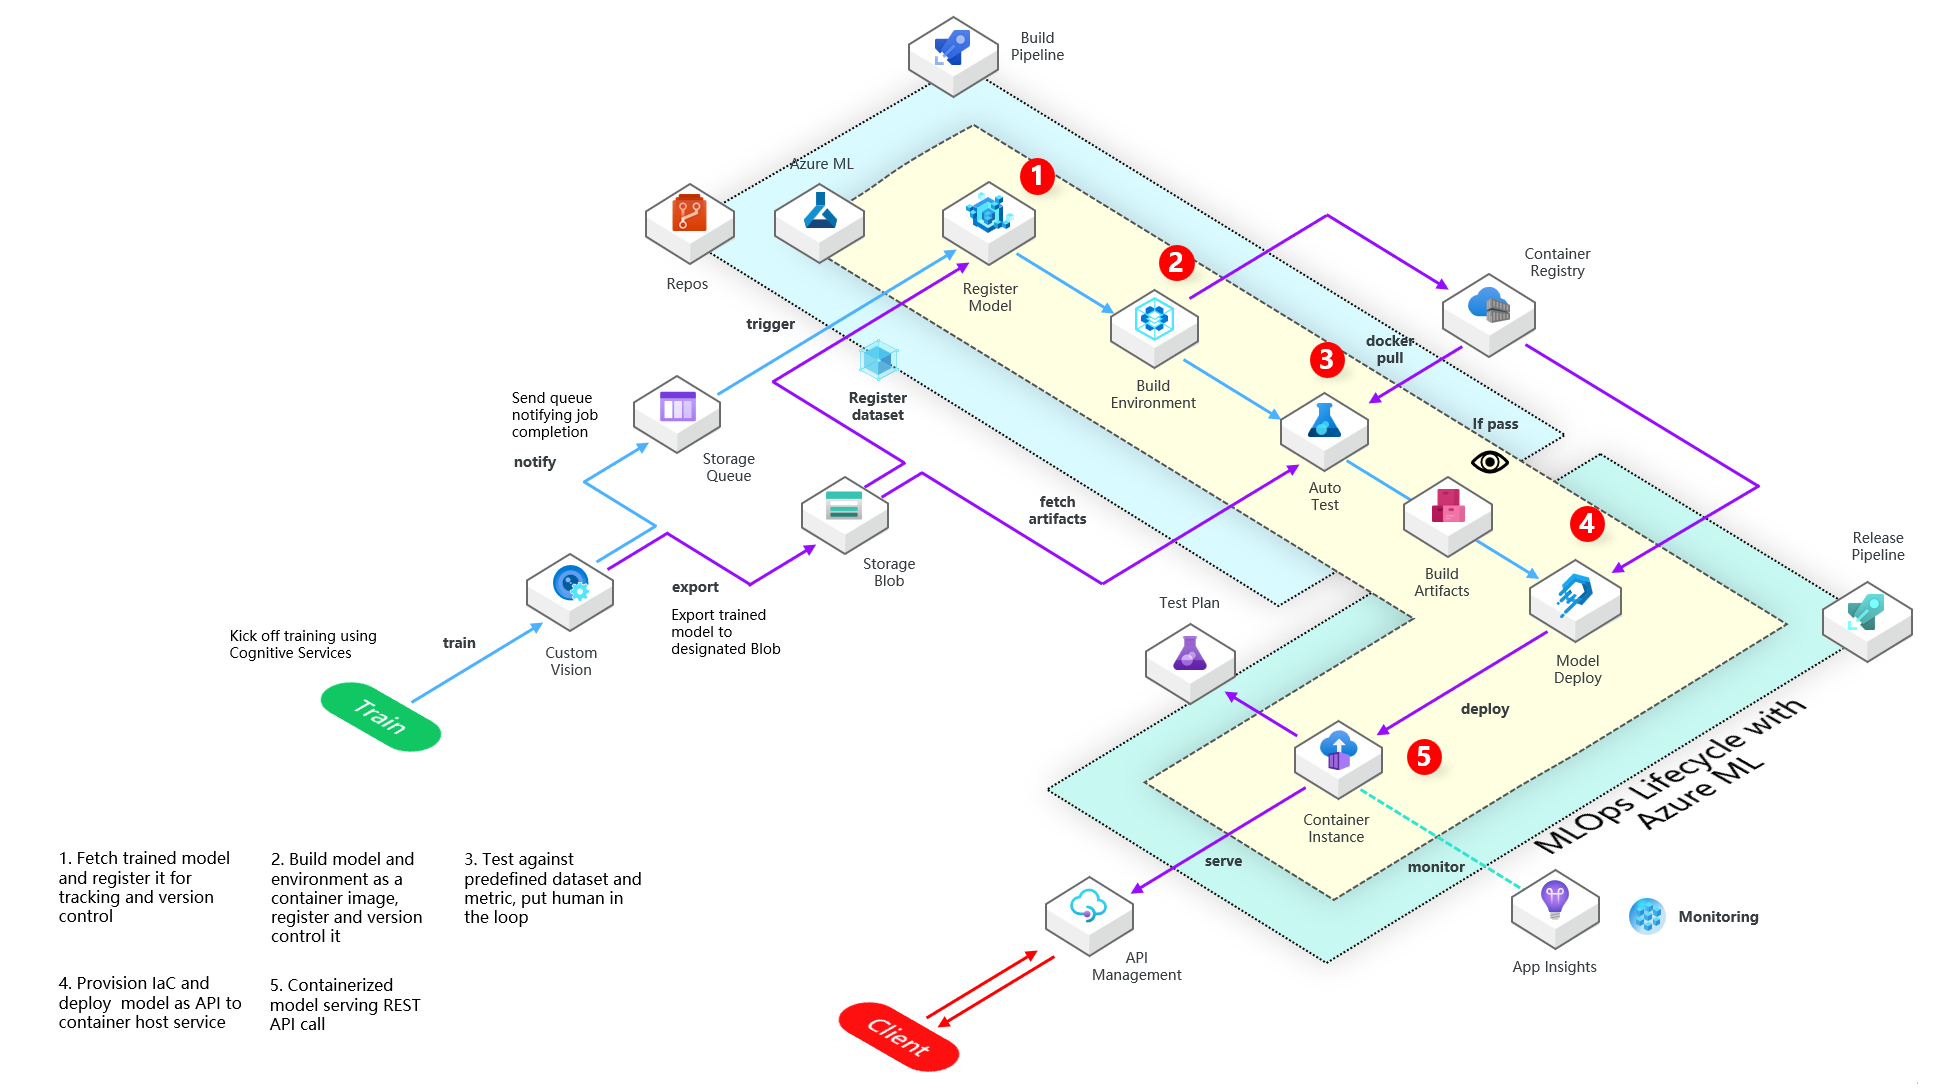 Build
Pipeline
Azure ML
1
Repos
Register
Model
2
Container
Registry
trigger
docker
pull
3
Register
dataset
Build
Environment
Send queue
notifying job
completion
notify
If pass
Storage
Queue
fetch
artifacts
Auto
Test
4
Storage
Blob
Build
Artifacts
Release
Pipeline
export
Export trained
model to
designated Blob
Test Plan
Kick off training using
Cognitive Services
train
Custom
Vision
Model
Deploy
Train
deploy
5
MLOps Lifecycle with
Azure ML
Container
Instance
serve
monitor
Monitoring
API
Management
App Insights
Client
1. Fetch trained model
and register it for
tracking and version
control
2. Build model and
environment as a
container image,
register and version
control it
3. Test against
predefined dataset and
metric, put human in
the loop
4. Provision IaC and
deploy  model as API to
container host service
5. Containerized
model serving REST
API call